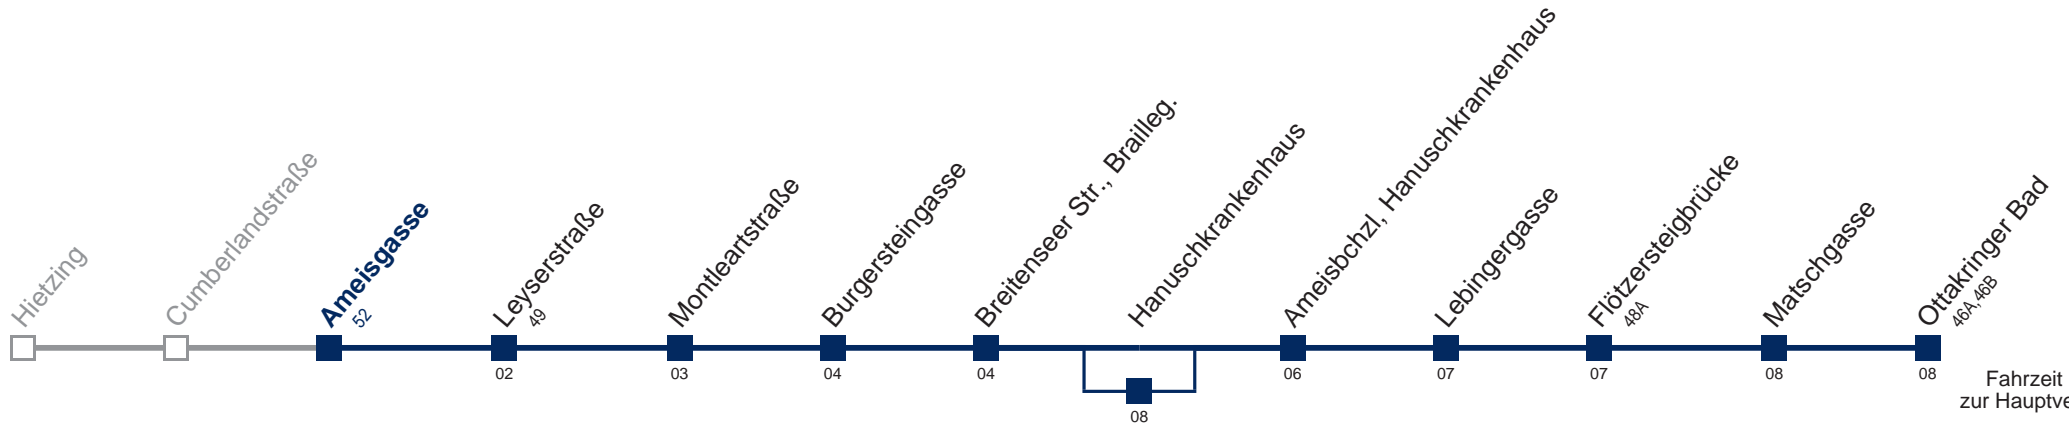 Hietzing
Cumberlandstraße
Ameisgasse
52
Leyserstraße
49
Montleartstraße
Burgersteingasse
Breitenseer Str., Brailleg.
Hanuschkrankenhaus
Ameisbchzl, Hanuschkrankenhaus
Lebingergasse
Flötzersteigbrücke
48A
Matschgasse
Ottakringer Bad
46A, 46B
02
03
04
04
08
06
07
07
08
08
Fahrzeit
zur Hauptve